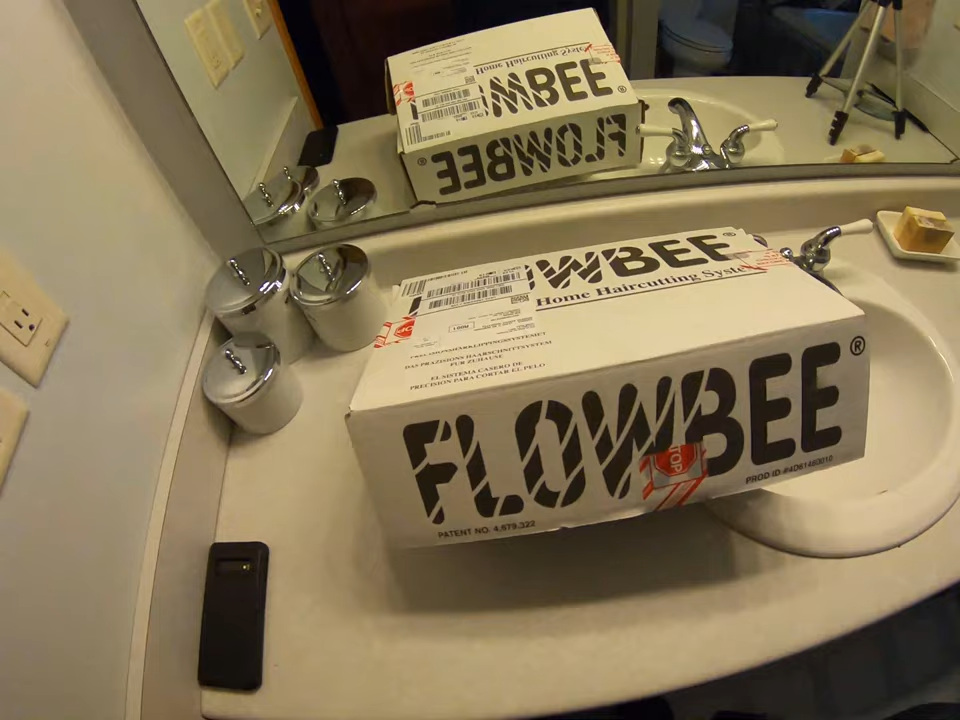 FLOWBEE®
Home Haircutting System
DAS PRAZISIONS HAARSCHNITTSYSTEM
FUR ZUHAUSE
EL SISTEMA CASERO DE
PRECISION PARA CORTAR EL PELO
FLOWBEE®
STOP
PATENT NO. 4,679,322
PROD ID #4D81460010